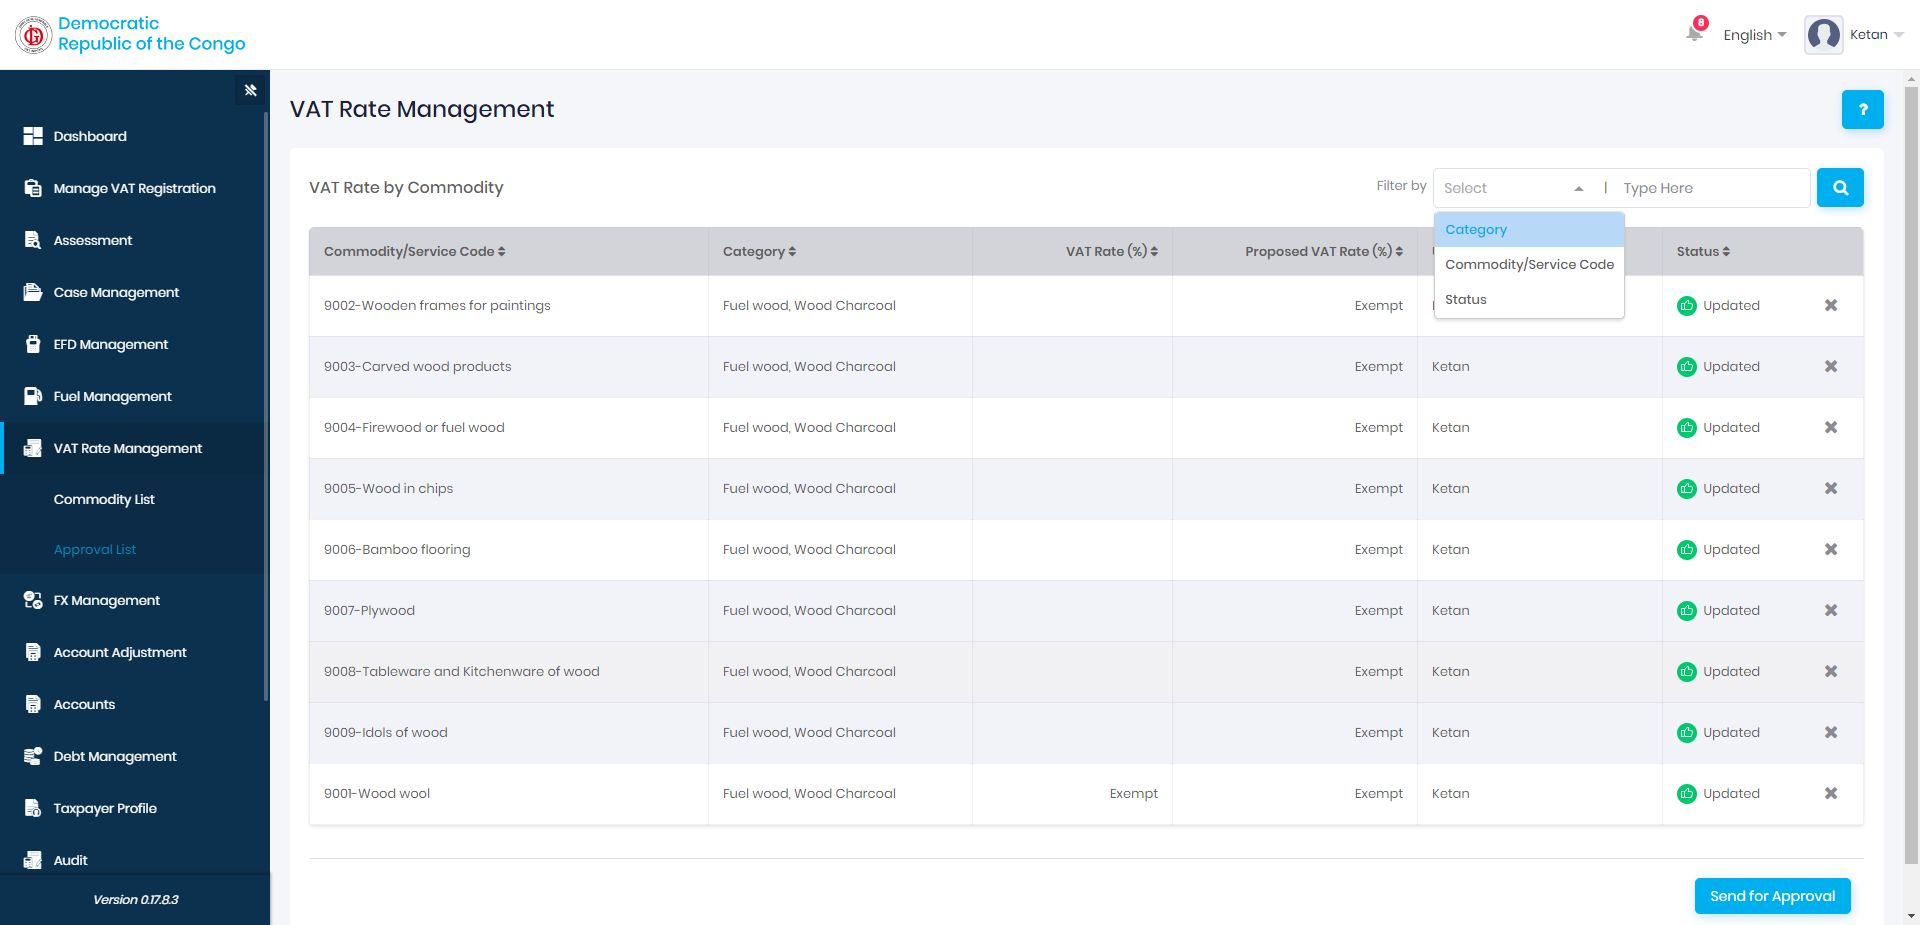 Democratic
Republic of the Congo
8
English
Ketan
Dashboard
Manage VAT Registration
Assessment
Case Management
EFD Management
Fuel Management
VAT Rate Management
Commodity List
Approval List
FX Management
Account Adjustment
Accounts
Debt Management
Taxpayer Profile
Audit
Version 0.17.8.3
VAT Rate Management
?
VAT Rate by Commodity
Filter by Select | Type Here
Category
Commodity/Service Code
Status
Commodity/Service Code Category VAT Rate (%) Proposed VAT Rate (%) Status
9002-Wooden frames for paintings Fuel wood, Wood Charcoal Exempt Updated
9003-Carved wood products Fuel wood, Wood Charcoal Exempt Ketan Updated
9004-Firewood or fuel wood Fuel wood, Wood Charcoal Exempt Ketan Updated
9005-Wood in chips Fuel wood, Wood Charcoal Exempt Ketan Updated
9006-Bamboo flooring Fuel wood, Wood Charcoal Exempt Ketan Updated
9007-Plywood Fuel wood, Wood Charcoal Exempt Ketan Updated
9008-Tableware and Kitchenware of wood Fuel wood, Wood Charcoal Exempt Ketan Updated
9009-Idols of wood Fuel wood, Wood Charcoal Exempt Ketan Updated
9001-Wood wool Fuel wood, Wood Charcoal Exempt Exempt Ketan Updated
Send for Approval